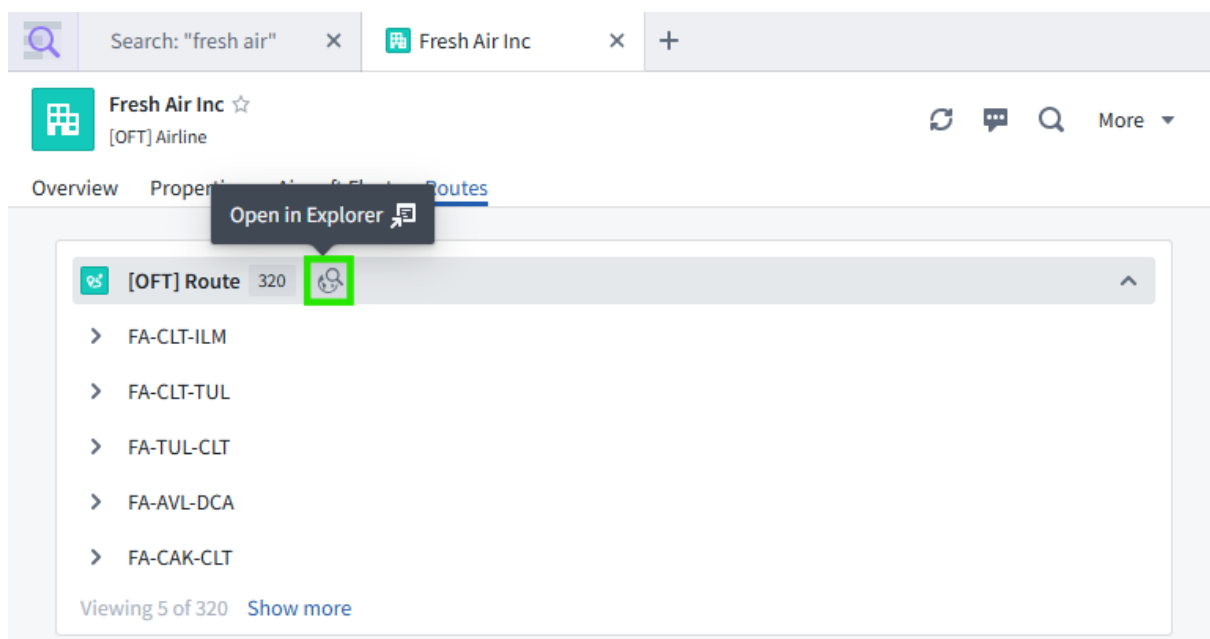 Search: "fresh air"
Fresh Air Inc
Fresh Air Inc
[OFT] Airline
More
Overview Routes
Open in Explorer
[OFT] Route 320
FA-CLT-ILM
FA-CLT-TUL
FA-TUL-CLT
FA-AVL-DCA
FA-CAK-CLT
Viewing 5 of 320 Show more